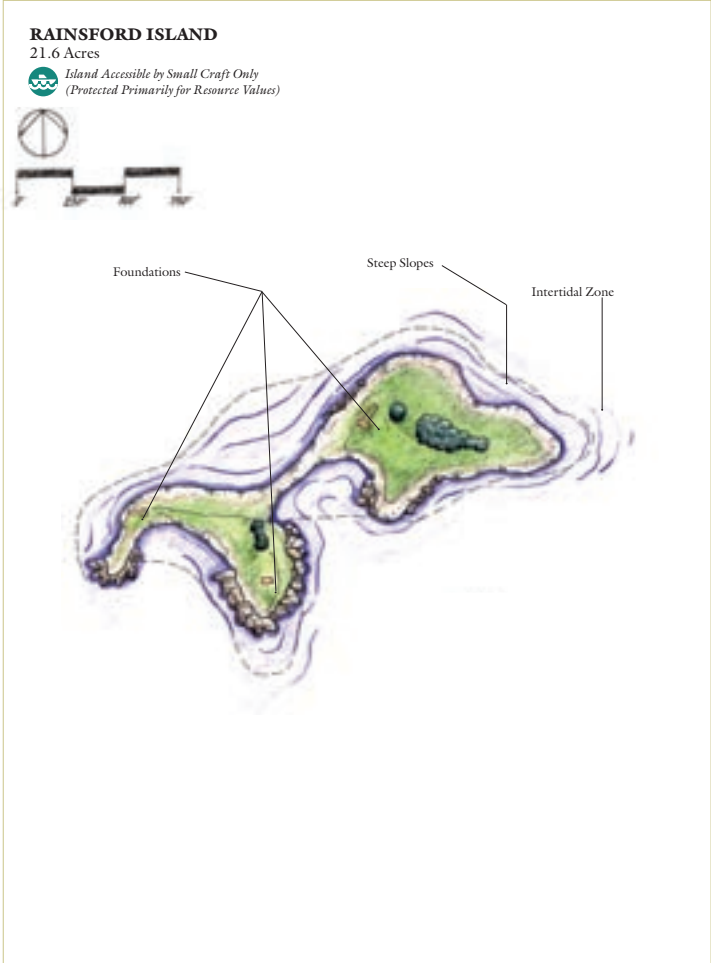 RAINSFORD ISLAND
21.6 Acres
Island Accessible by Small Craft Only
(Protected Primarily for Resource Values)
Foundations
Steep Slopes
Intertidal Zone